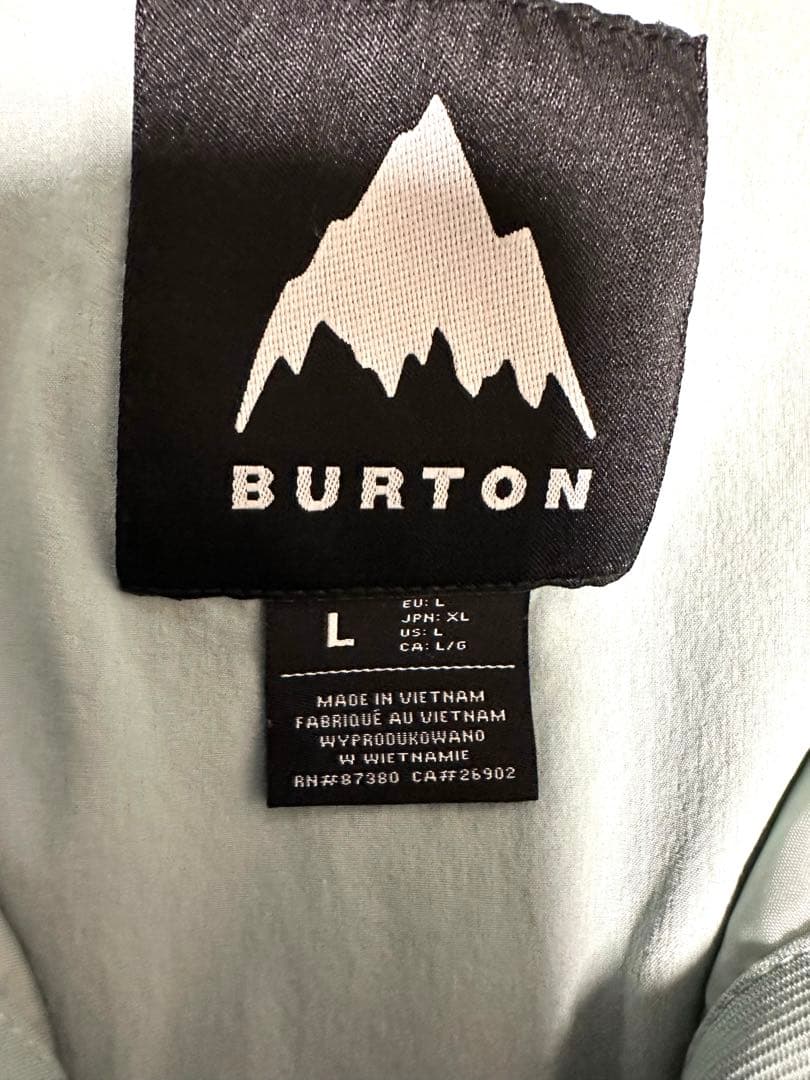 BURTON
L
EU: L
JPN: XL
US: L
CA: L/G
MADE IN VIETNAM
FABRIQUÉ AU VIETNAM
WYPRODUKOWANO
W WIETNAMIE
RN#87380 CA#26902